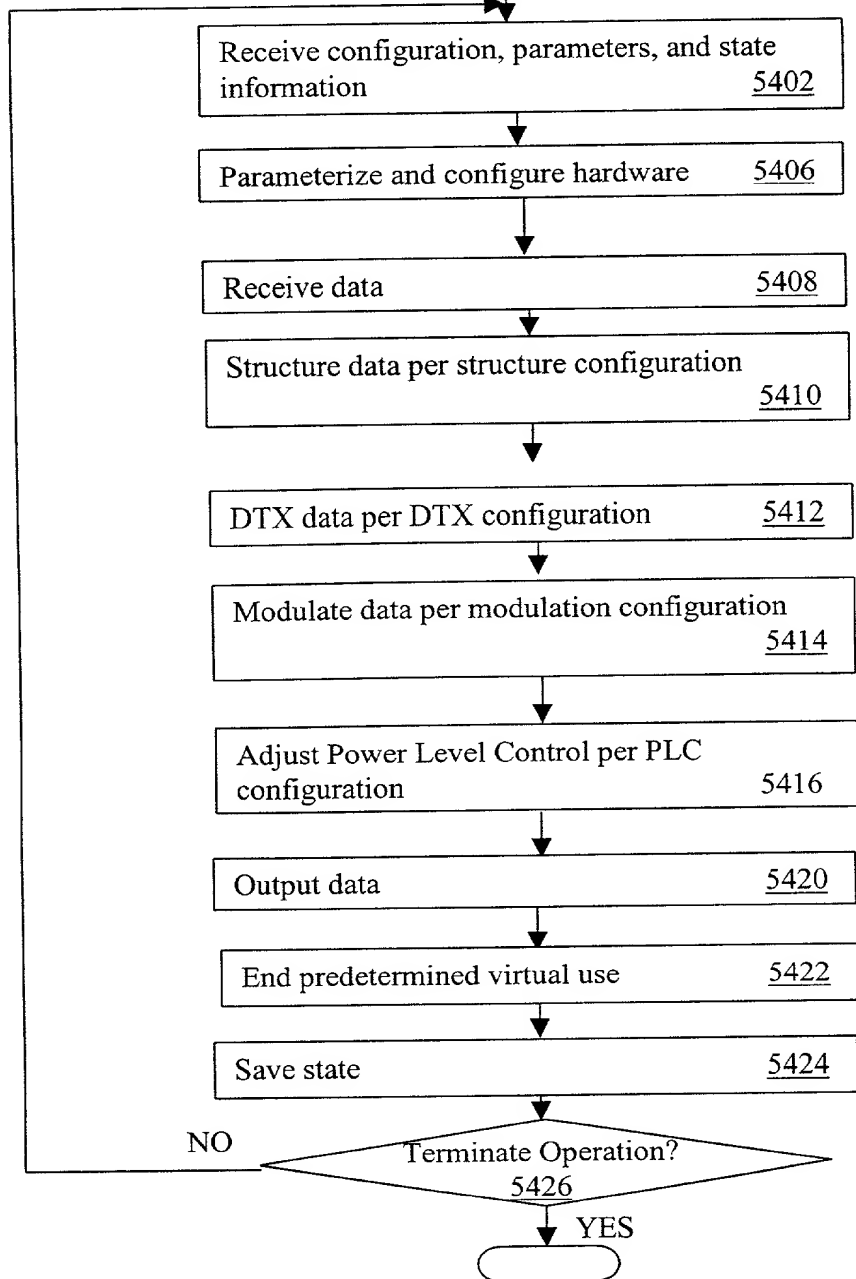 Receive configuration, parameters, and state
information 5402
Parameterize and configure hardware 5406
Receive data 5408
Structure data per structure configuration
5410
DTX data per DTX configuration 5412
Modulate data per modulation configuration
5414
Adjust Power Level Control per PLC
configuration 5416
Output data 5420
End predetermined virtual use 5422
Save state 5424
NO
Terminate Operation?
5426
YES